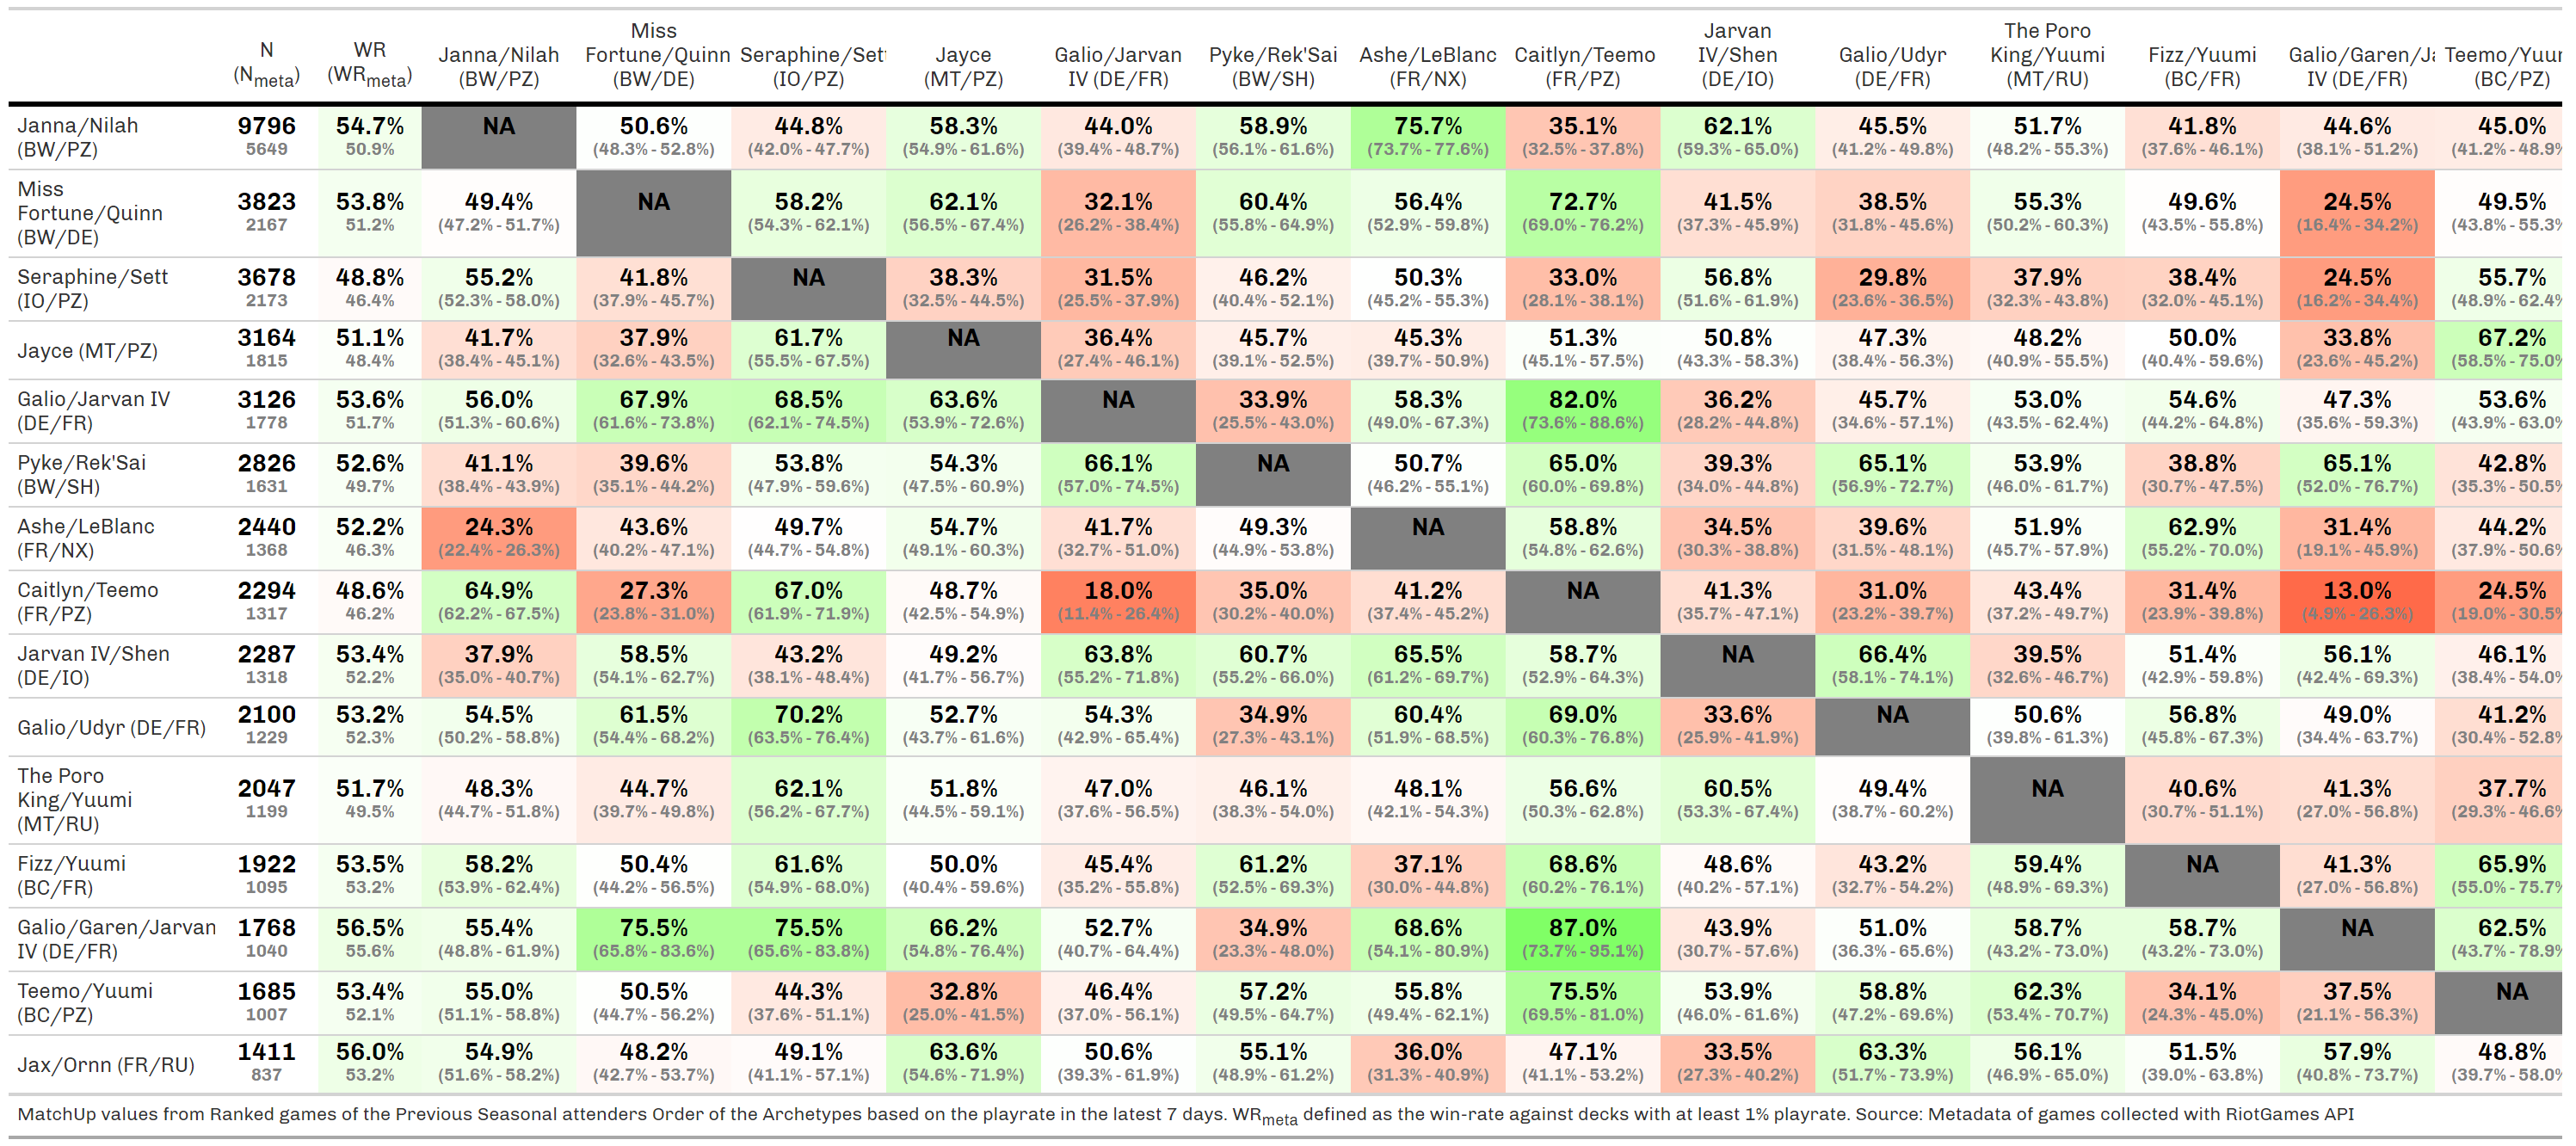 N WR Janna/Nilah Miss Fortune/Quinn Seraphine/Set Jayce Galio/Jarvan Pyke/Rek'Sai Ashe/LeBlanc Caitlyn/Teemo Jarvan IV/Shen Galio/Udyr The Poro King/Yuumi Fizz/Yuumi Galio/Garen/Ja Teemo/Yuur
(Nmeta) (WRmeta) (BW/PZ) (BW/DE) (IO/PZ) (MT/PZ) IV (DE/FR) (BW/SH) (FR/NX) (FR/PZ) (DE/IO) (DE/FR) (MT/RU) (BC/FR) IV (DE/FR) (BC/PZ)
Janna/Nilah 9796 54.7% NA 50.6% 44.8% 58.3% 44.0% 58.9% 75.7% 35.1% 62.1% 45.5% 51.7% 41.8% 44.6% 45.0%
(BW/PZ) 5649 50.9% (48.3% - 52.8%) (42.0% - 47.7%) (54.9% - 61.6%) (39.4% - 48.7%) (56.1% - 61.6%) (73.7% - 77.6%) (32.5% - 37.8%) (59.3% - 65.0%) (41.2% - 49.8%) (48.2% - 55.3%) (37.6% - 46.1%) (38.1% - 51.2%) (41.2% - 48.9%
Miss
Fortune/Quinn 3823 53.8% 49.4% NA 58.2% 62.1% 32.1% 60.4% 56.4% 72.7% 41.5% 38.5% 55.3% 49.6% 24.5% 49.5%
(BW/DE) 2167 51.2% (47.2% - 51.7%) (54.3% - 62.1%) (56.5% - 67.4%) (26.2% - 38.4%) (55.8% - 64.9%) (52.9% - 59.8%) (69.0% - 76.2%) (37.3% - 45.9%) (31.8% - 45.6%) (50.2% - 60.3%) (43.5% - 55.8%) (16.4% - 34.2%) (43.8% - 55.3%
Seraphine/Sett 3678 48.8% 55.2% 41.8% NA 38.3% 31.5% 46.2% 50.3% 33.0% 56.8% 29.8% 37.9% 38.4% 24.5% 55.7%
(IO/PZ) 2173 46.4% (52.3% - 58.0%) (37.9% - 45.7%) (32.5% - 44.5%) (25.5% - 37.9%) (40.4% - 52.1%) (45.2% - 55.3%) (28.1% - 38.1%) (51.6% - 61.9%) (23.6% - 36.5%) (32.3% - 43.8%) (32.0% - 45.1%) (16.2% - 34.4%) (48.9% - 62.4%
Jayce (MT/PZ) 3164 51.1% 41.7% 37.9% 61.7% NA 36.4% 45.7% 45.3% 51.3% 50.8% 47.3% 48.2% 50.0% 33.8% 67.2%
1815 48.4% (38.4% - 45.1%) (32.6% - 43.5%) (55.5% - 67.5%) (27.4% - 46.1%) (39.1% - 52.5%) (39.7% - 50.9%) (45.1% - 57.5%) (43.3% - 58.3%) (38.4% - 56.3%) (40.9% - 55.5%) (40.4% - 59.6%) (23.6% - 45.2%) (58.5% - 75.0%
Galio/Jarvan IV 3126 53.6% 56.0% 67.9% 68.5% 63.6% NA 33.9% 58.3% 82.0% 36.2% 45.7% 53.0% 54.6% 47.3% 53.6%
(DE/FR) 1778 51.7% (51.3% - 60.6%) (61.6% - 73.8%) (62.1% - 74.5%) (53.9% - 72.6%) (25.5% - 43.0%) (49.0% - 67.3%) (73.6% - 88.6%) (28.2% - 44.8%) (34.6% - 57.1%) (43.5% - 62.4%) (44.2% - 64.8%) (35.6% - 59.3%) (43.9% - 63.0%
Pyke/Rek'Sai 2826 52.6% 41.1% 39.6% 53.8% 54.3% 66.1% NA 50.7% 65.0% 39.3% 65.1% 53.9% 38.8% 65.1% 42.8%
(BW/SH) 1631 49.7% (38.4% - 43.9%) (35.1% - 44.2%) (47.9% - 59.6%) (47.5% - 60.9%) (57.0% - 74.5%) (46.2% - 55.1%) (60.0% - 69.8%) (34.0% - 44.8%) (56.9% - 72.7%) (46.0% - 61.7%) (30.7% - 47.5%) (52.0% - 76.7%) (35.3% - 50.5%
Ashe/LeBlanc 2440 52.2% 24.3% 43.6% 49.7% 54.7% 41.7% 49.3% NA 58.8% 34.5% 39.6% 51.9% 62.9% 31.4% 44.2%
(FR/NX) 1368 46.3% (22.4% - 26.3%) (40.2% - 47.1%) (44.7% - 54.8%) (49.1% - 60.3%) (32.7% - 51.0%) (44.9% - 53.8%) (54.8% - 62.6%) (30.3% - 38.8%) (31.5% - 48.1%) (45.7% - 57.9%) (55.2% - 70.0%) (19.1% - 45.9%) (37.9% - 50.6%
Caitlyn/Teemo 2294 48.6% 64.9% 27.3% 67.0% 48.7% 18.0% 35.0% 41.2% NA 41.3% 31.0% 43.4% 31.4% 13.0% 24.5%
(FR/PZ) 1317 46.2% (62.2% - 67.5%) (23.8% - 31.0%) (61.9% - 71.9%) (42.5% - 54.9%) (11.4% - 26.4%) (30.2% - 40.0%) (37.4% - 45.2%) (35.7% - 47.1%) (23.2% - 39.7%) (37.2% - 49.7%) (23.9% - 39.8%) (4.9% - 26.3%) (19.0% - 30.5%
Jarvan IV/Shen 2287 53.4% 37.9% 58.5% 43.2% 49.2% 63.8% 60.7% 65.5% 58.7% NA 66.4% 39.5% 51.4% 56.1% 46.1%
(DE/IO) 1318 52.2% (35.0% - 40.7%) (54.1% - 62.7%) (38.1% - 48.4%) (41.7% - 56.7%) (55.2% - 71.8%) (55.2% - 66.0%) (61.2% - 69.7%) (52.9% - 64.3%) (58.1% - 74.1%) (32.6% - 46.7%) (42.9% - 59.8%) (42.4% - 69.3%) (38.4% - 54.0%
Galio/Udyr (DE/FR) 2100 53.2% 54.5% 61.5% 70.2% 52.7% 54.3% 34.9% 60.4% 69.0% 33.6% NA 50.6% 56.8% 49.0% 41.2%
1229 52.3% (50.2% - 58.8%) (54.4% - 68.2%) (63.5% - 76.4%) (43.7% - 61.6%) (42.9% - 65.4%) (27.3% - 43.1%) (51.9% - 68.5%) (60.3% - 76.8%) (25.9% - 41.9%) (39.8% - 61.3%) (45.8% - 67.3%) (34.4% - 63.7%) (30.4% - 52.8%
The Poro
King/Yuumi 2047 51.7% 48.3% 44.7% 62.1% 51.8% 47.0% 46.1% 48.1% 56.6% 60.5% 49.4% NA 40.6% 41.3% 37.7%
(MT/RU) 1199 49.5% (44.7% - 51.8%) (39.7% - 49.8%) (56.2% - 67.7%) (44.5% - 59.1%) (37.6% - 56.5%) (38.3% - 54.0%) (42.1% - 54.3%) (50.3% - 62.8%) (53.3% - 67.4%) (38.7% - 60.2%) (30.7% - 51.1%) (27.0% - 56.8%) (29.3% - 46.6%
Fizz/Yuumi 1922 53.5% 58.2% 50.4% 61.6% 50.0% 45.4% 61.2% 37.1% 68.6% 48.6% 43.2% 59.4% NA 41.3% 65.9%
(BC/FR) 1095 53.2% (53.9% - 62.4%) (44.2% - 56.5%) (54.9% - 68.0%) (40.4% - 59.6%) (35.2% - 55.8%) (52.5% - 69.3%) (30.0% - 44.8%) (60.2% - 76.1%) (40.2% - 57.1%) (32.7% - 54.2%) (48.9% - 69.3%) (27.0% - 56.8%) (55.0% - 75.7%
Galio/Garen/Jarvan 1768 56.5% 55.4% 75.5% 75.5% 66.2% 52.7% 34.9% 68.6% 87.0% 43.9% 51.0% 58.7% 58.7% NA 62.5%
IV (DE/FR) 1040 55.6% (48.8% - 61.9%) (65.8% - 83.6%) (65.6% - 83.8%) (54.8% - 76.4%) (40.7% - 64.4%) (23.3% - 48.0%) (54.1% - 80.9%) (73.7% - 95.1%) (30.7% - 57.6%) (36.3% - 65.6%) (43.2% - 73.0%) (43.2% - 73.0%) (43.7% - 78.9%
Teemo/Yuumi 1685 53.4% 55.0% 50.5% 44.3% 32.8% 46.4% 57.2% 55.8% 75.5% 53.9% 58.8% 62.3% 34.1% 37.5% NA
(BC/PZ) 1007 52.1% (51.1% - 58.8%) (44.7% - 56.2%) (37.6% - 51.1%) (25.0% - 41.5%) (37.0% - 56.1%) (49.5% - 64.7%) (49.4% - 62.1%) (69.5% - 81.0%) (46.0% - 61.6%) (47.2% - 69.6%) (53.4% - 70.7%) (24.3% - 45.0%) (21.1% - 56.3%)
Jax/Ornn (FR/RU) 1411 56.0% 54.9% 48.2% 49.1% 63.6% 50.6% 55.1% 36.0% 47.1% 33.5% 63.3% 56.1% 51.5% 57.9% 48.8%
837 53.2% (51.6% - 58.2%) (42.7% - 53.7%) (41.1% - 57.1%) (54.6% - 71.9%) (39.3% - 61.9%) (48.9% - 61.2%) (31.3% - 40.9%) (41.1% - 53.2%) (27.3% - 40.2%) (51.7% - 73.9%) (46.9% - 65.0%) (39.0% - 63.8%) (40.8% - 73.7%) (39.7% - 58.0%
MatchUp values from Ranked games of the Previous Seasonal attenders Order of the Archetypes based on the playrate in the latest 7 days. WRmeta defined as the win-rate against decks with at least 1% playrate. Source: Metadata of games collected with RiotGames API